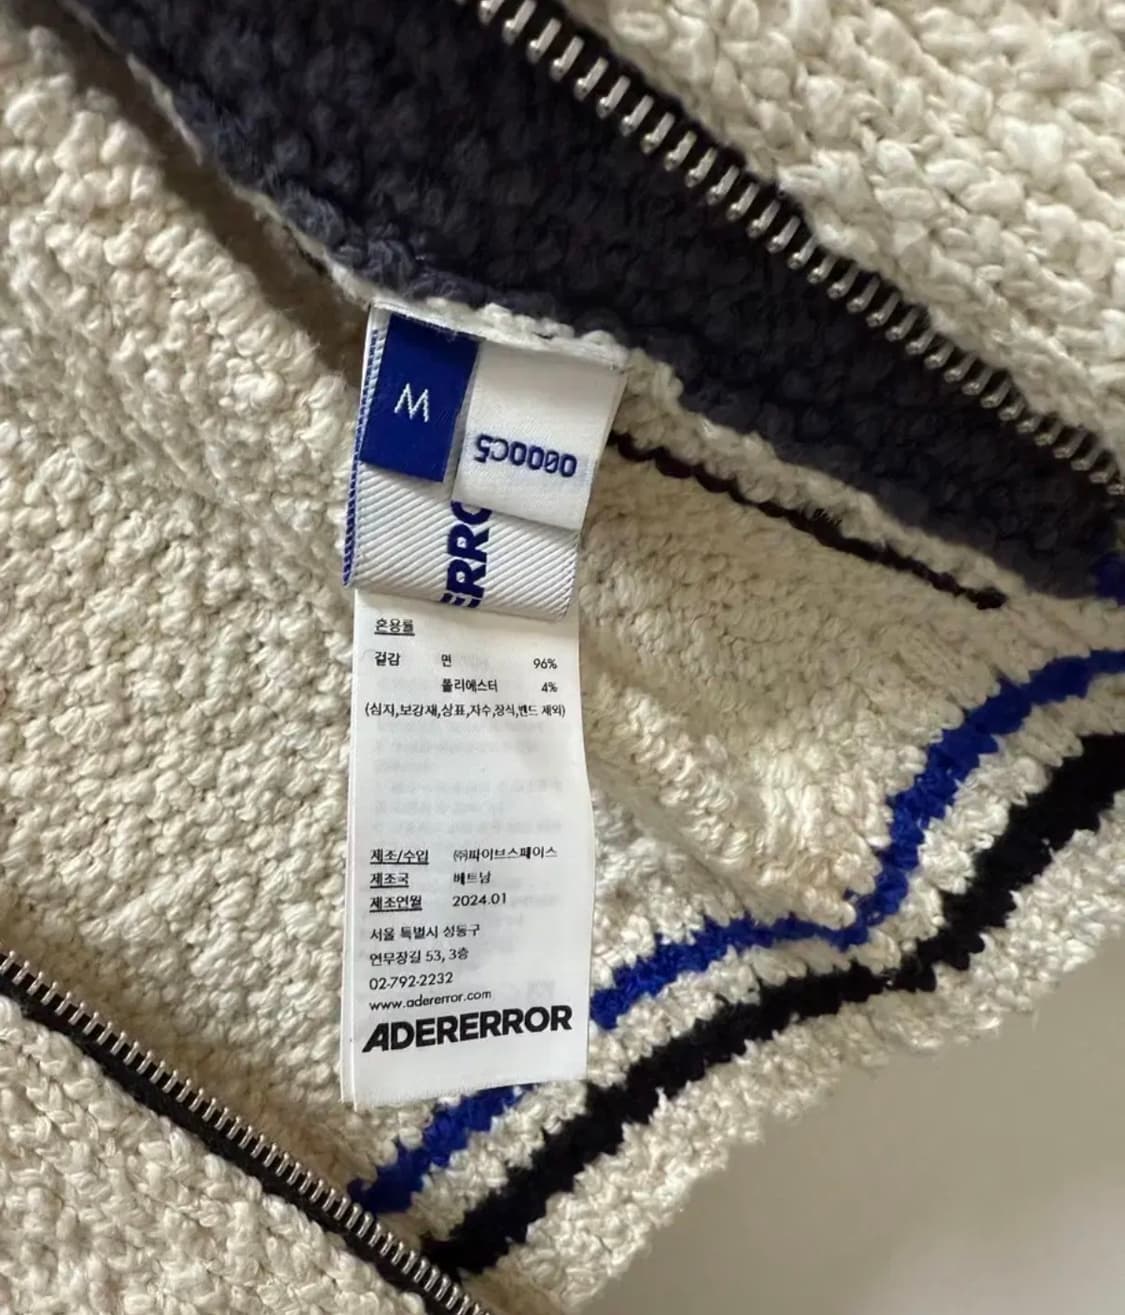 M
ERRO
혼용률
겉감 면 96%
폴리에스터 4%
(심지,보강재,상표,자수,장식,밴드 제외)
제조/수입 ㈜파이브스페이스
제조국 베트남
제조연월 2024.01
서울 특별시 성동구
연무장길 53, 3층
02-792-2232
www.adererror.com
ADERERROR